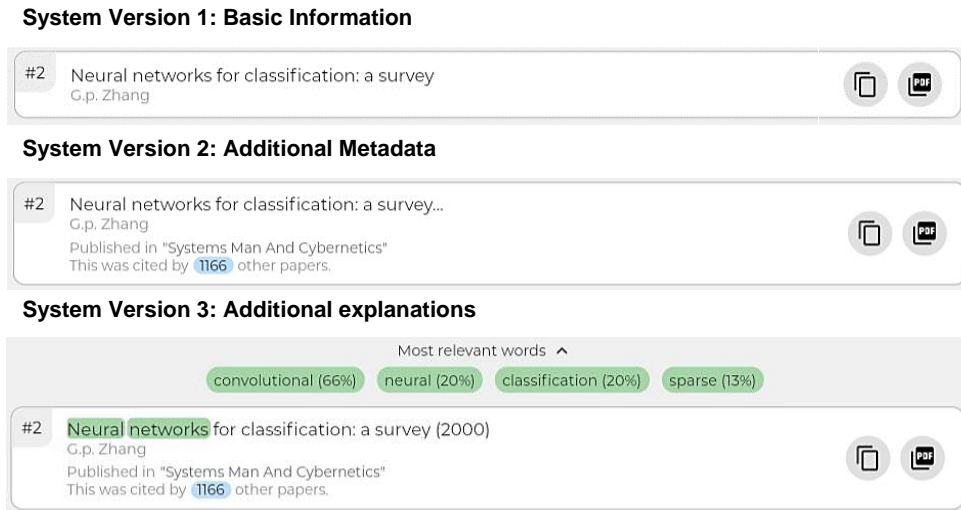 System Version 1: Basic Information
#2
Neural networks for classification: a survey
G.p. Zhang
PDF
System Version 2: Additional Metadata
#2
Neural networks for classification: a survey...
G.p. Zhang
Published in "Systems Man And Cybernetics"
This was cited by 1166 other papers.
PDF
System Version 3: Additional explanations
Most relevant words
convolutional (66%) neural (20%) classification (20%) sparse (13%)
#2
Neural networks for classification: a survey (2000)
G.p. Zhang
Published in "Systems Man And Cybernetics"
This was cited by 1166 other papers.
PDF